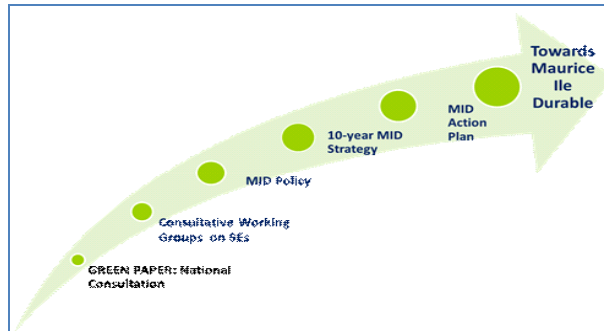 Towards
Maurice
Ile
Durable
MID
Action
Plan
10-year MID
Strategy
MID Policy
Consultative Working
Groups on SEs
GREEN PAPER: National
Consultation